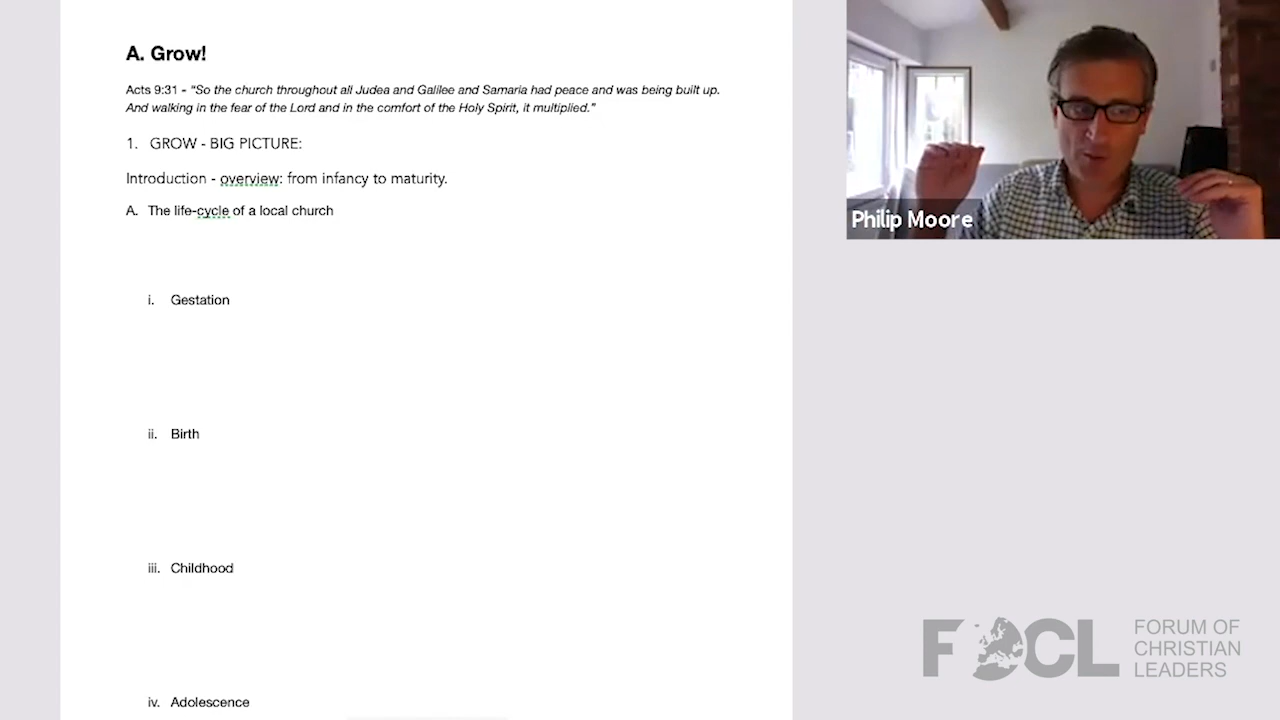 A. Grow!
Acts 9:31 - "So the church throughout all Judea and Galilee and Samaria had peace and was being built up.
And walking in the fear of the Lord and in the comfort of the Holy Spirit, it multiplied."
1. GROW - BIG PICTURE:
Introduction - overview: from infancy to maturity.
A. The life-cycle of a local church
i. Gestation
ii. Birth
iii. Childhood
iv. Adolescence
Philip Moore
FOCL
FORUM OF
CHRISTIAN
LEADERS